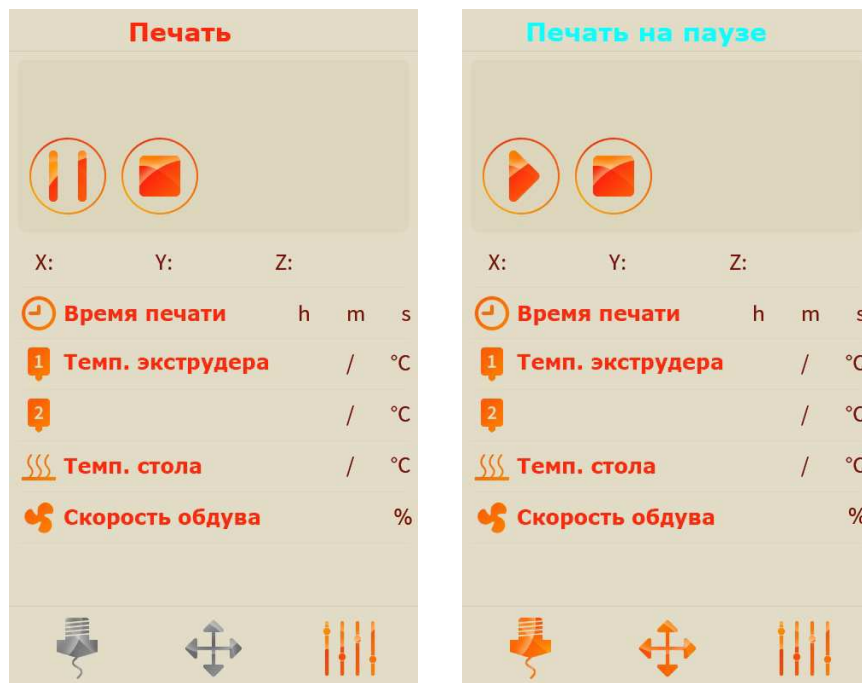 Печать
X: Y: Z:
Время печати h m s
1 Темп. экструдера / °C
2 / °C
Темп. стола / °C
Скорость обдува %
Печать на паузе
X: Y: Z:
Время печати h m s
1 Темп. экструдера / °C
2 / °C
Темп. стола / °C
Скорость обдува %